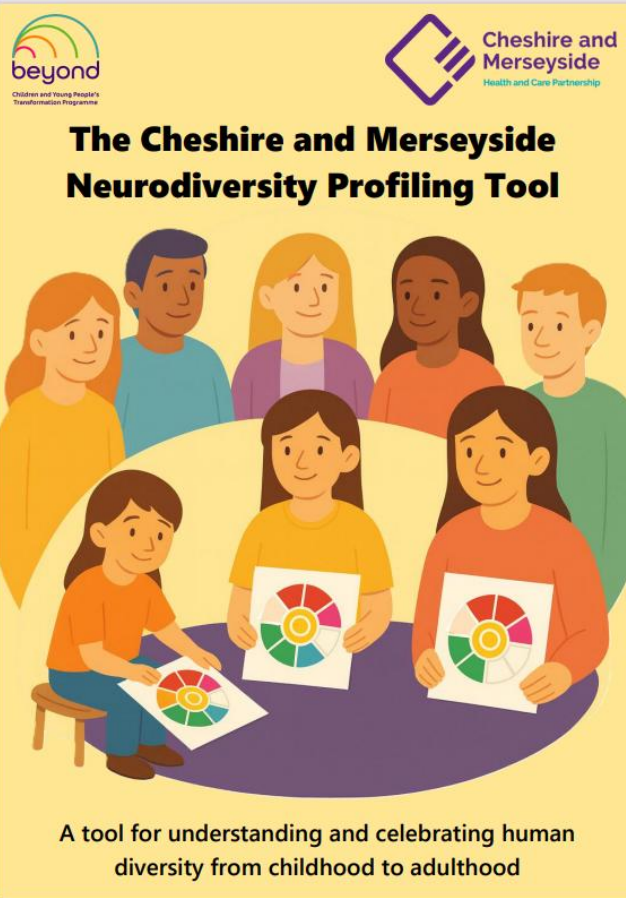 beyond
Children and Young People's
Transformation Programme
Cheshire and
Merseyside
Health and Care Partnership
The Cheshire and Merseyside
Neurodiversity Profiling Tool
A tool for understanding and celebrating human
diversity from childhood to adulthood